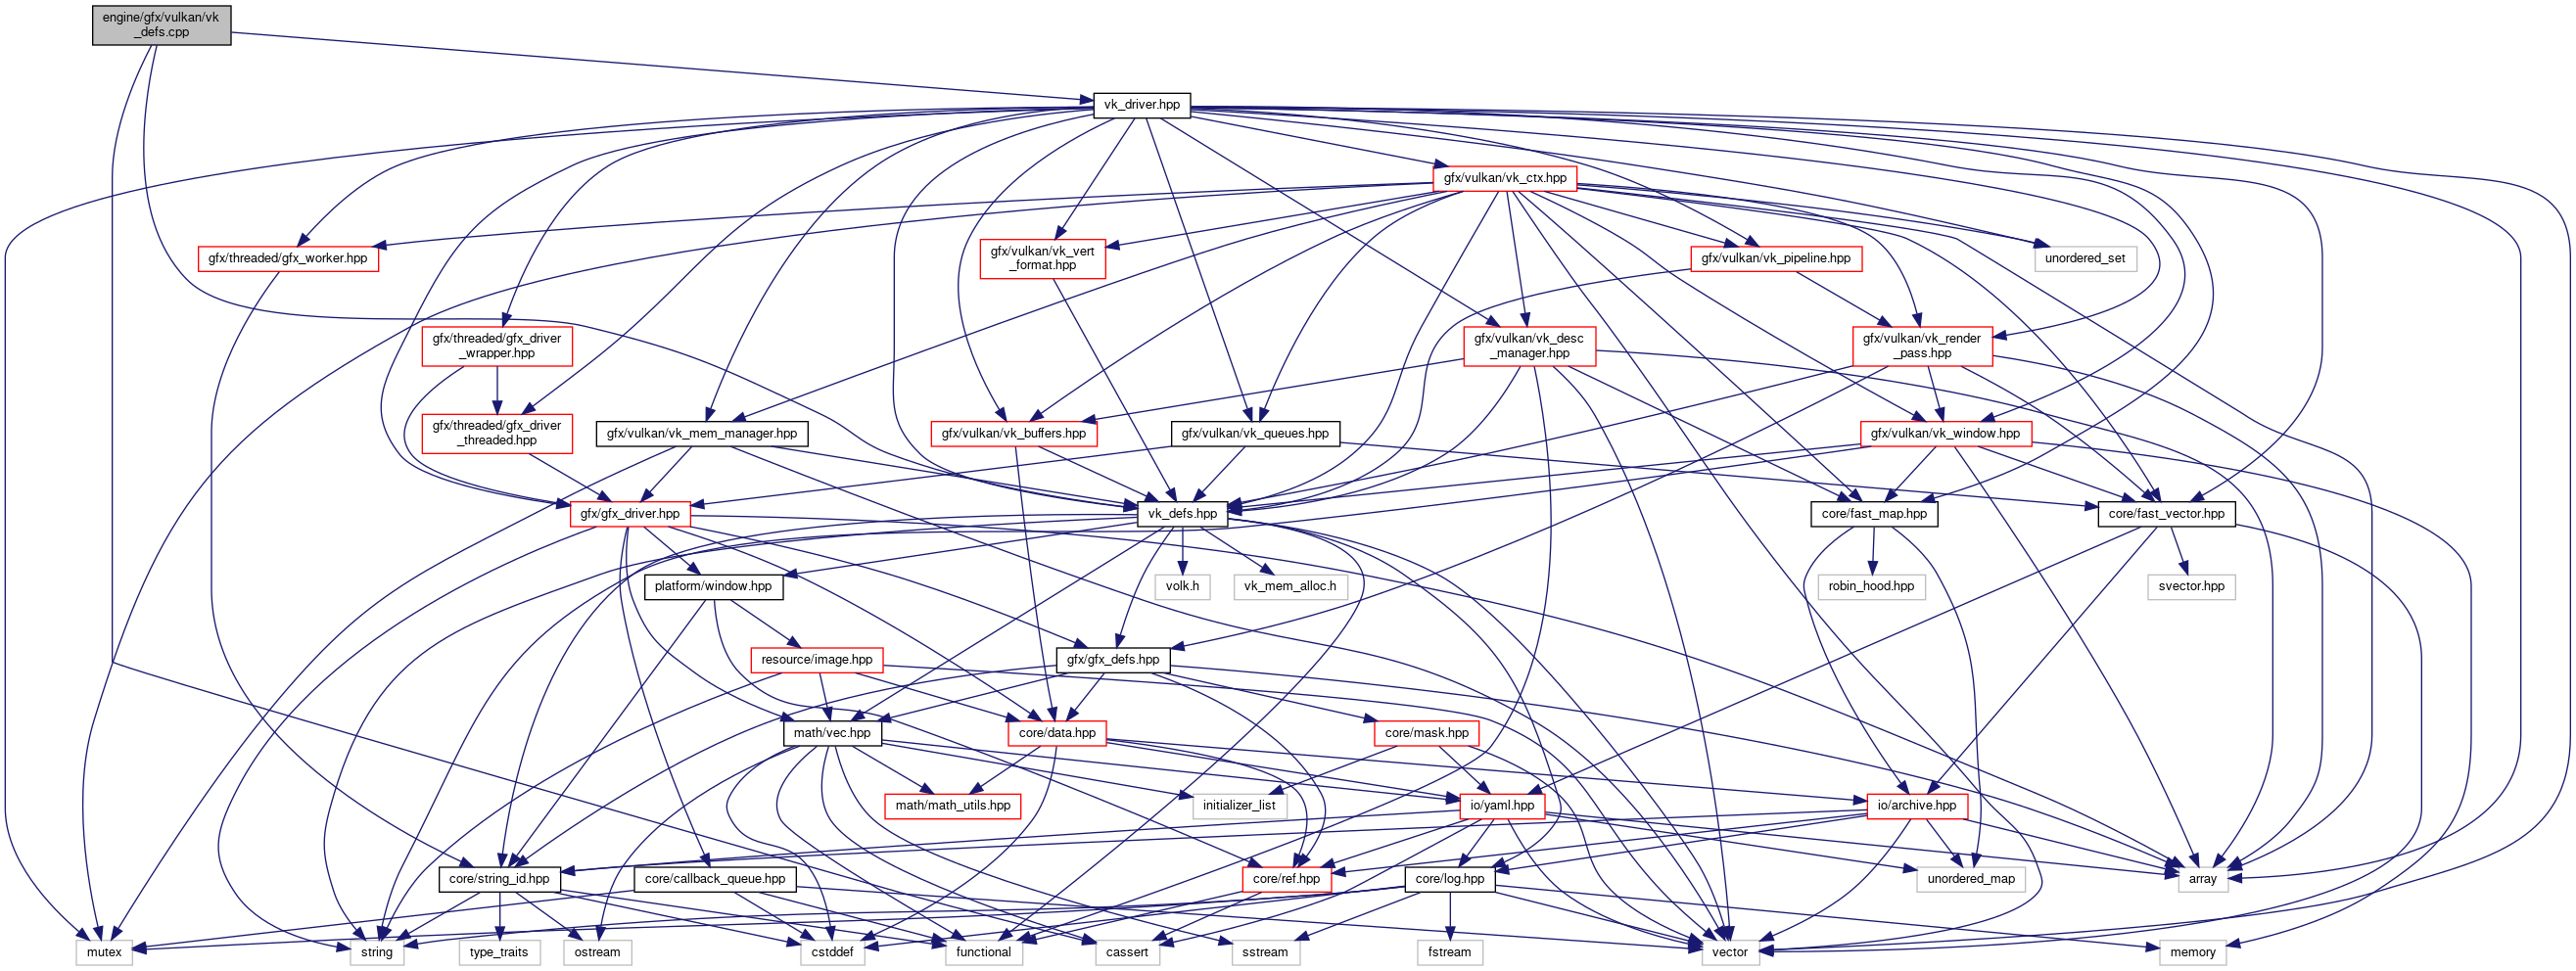 engine/gfx/vulkan/vk
_defs.cpp
vk_driver.hpp
gfx/vulkan/vk_ctx.hpp
gfx/threaded/gfx_worker.hpp
gfx/vulkan/vk_vert
_format.hpp
gfx/vulkan/vk_pipeline.hpp
unordered_set
gfx/threaded/gfx_driver
_wrapper.hpp
gfx/vulkan/vk_desc
_manager.hpp
gfx/vulkan/vk_render
_pass.hpp
gfx/threaded/gfx_driver
_threaded.hpp
gfx/vulkan/vk_mem_manager.hpp
gfx/vulkan/vk_buffers.hpp
gfx/vulkan/vk_queues.hpp
gfx/vulkan/vk_window.hpp
gfx/gfx_driver.hpp
vk_defs.hpp
core/fast_map.hpp
core/fast_vector.hpp
platform/window.hpp
volk.h
vk_mem_alloc.h
robin_hood.hpp
svector.hpp
resource/image.hpp
gfx/gfx_defs.hpp
math/vec.hpp
core/data.hpp
core/mask.hpp
math/math_utils.hpp
initializer_list
io/yaml.hpp
io/archive.hpp
core/string_id.hpp
core/callback_queue.hpp
core/ref.hpp
core/log.hpp
unordered_map
array
mutex
string
type_traits
ostream
cstddef
functional
cassert
sstream
fstream
vector
memory